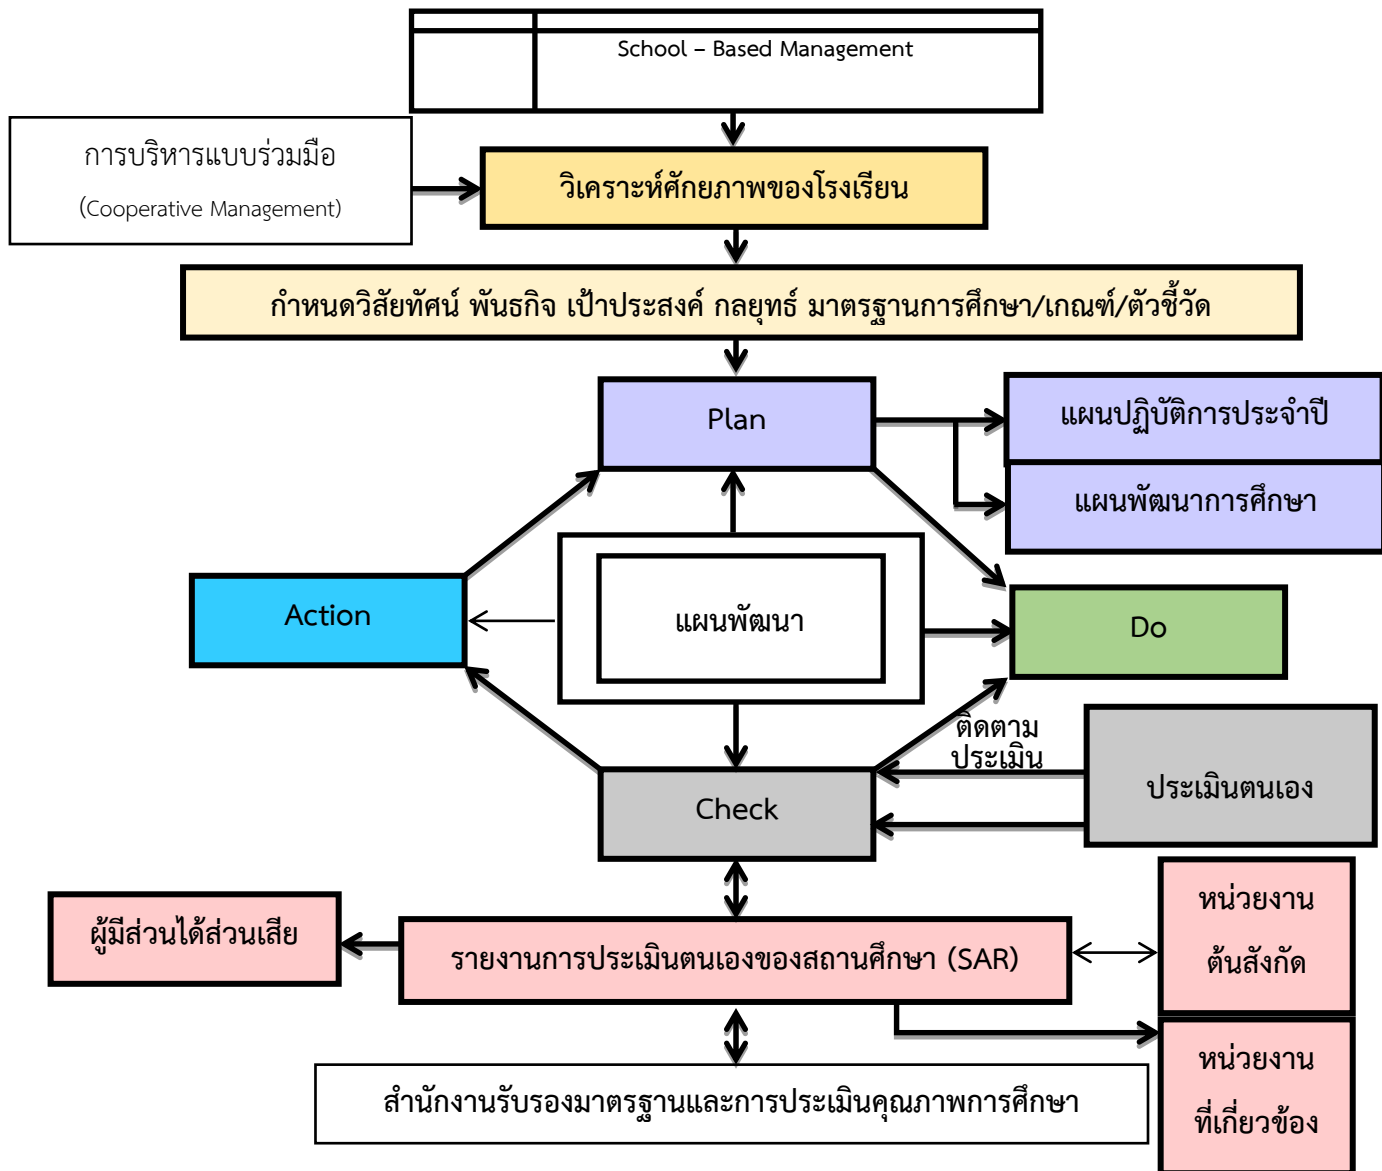 School – Based Management
การบริหารแบบร่วมมือ
(Cooperative Management)
วิเคราะห์ศักยภาพของโรงเรียน
กำหนดวิสัยทัศน์ พันธกิจ เป้าประสงค์ กลยุทธ์ มาตรฐานการศึกษา/เกณฑ์/ตัวชี้วัด
Plan
แผนปฏิบัติการประจำปี
แผนพัฒนาการศึกษา
Action
แผนพัฒนา
Do
ติดตาม
ประเมิน
Check
ประเมินตนเอง
ผู้มีส่วนได้ส่วนเสีย
รายงานการประเมินตนเองของสถานศึกษา (SAR)
หน่วยงาน
ต้นสังกัด
หน่วยงาน
ที่เกี่ยวข้อง
สำนักงานรับรองมาตรฐานและการประเมินคุณภาพการศึกษา